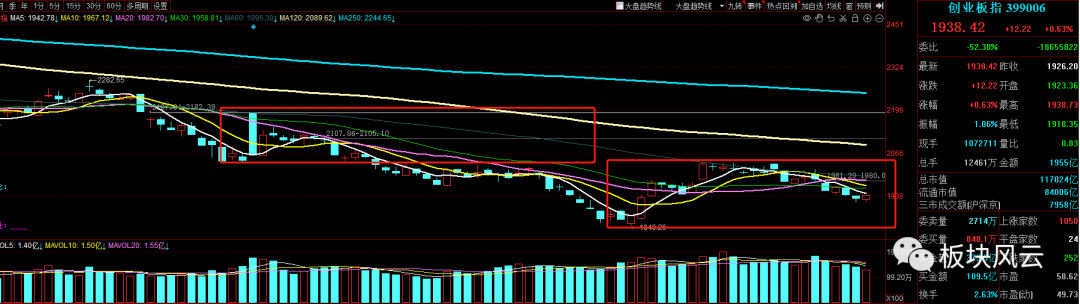 月 季 年 1分 5分 15分 30分 60分 多周期 设置
大盘趋势线 大盘趋势线 九转 事件 热点回溯 加自选 均线 窗 预测
MA5: 1942.78↓ MA10: 1967.12↓ MA20: 1982.70↓ MA30: 1958.81↑ MA60: 1995.30↓ MA120: 2089.62↓ MA250: 2244.65↓
2282.65
2182.39
2107.86-2105.10
1981.29-1980.0
1840.26
2451
2324
2195
2066
1938
VOL5: 1.40亿↓ MAVOL10: 1.50亿↓ MAVOL20: 1.55亿↓
99.20万
X100
创业板指 399006
1938.42 +12.22 +0.63%
委比 -52.38% -18655822
最新 1938.42 昨收 1926.20
涨跌 +12.22 开盘 1923.36
涨幅 +0.63% 最高 1938.73
振幅 1.06% 最低 1918.35
现手 1072711 量比 0.83
总手 12461万 金额 1955亿
总市值 117024亿
流通市值 84006亿
三市成交额(沪深京) 7958亿
委卖量 2714万 上涨家数 1050
委买量 848.1万 平盘家数 24
252
买金额 109.5亿 市盈 58.62
换手 2.63% 市盈(动) 49.73
板块风云